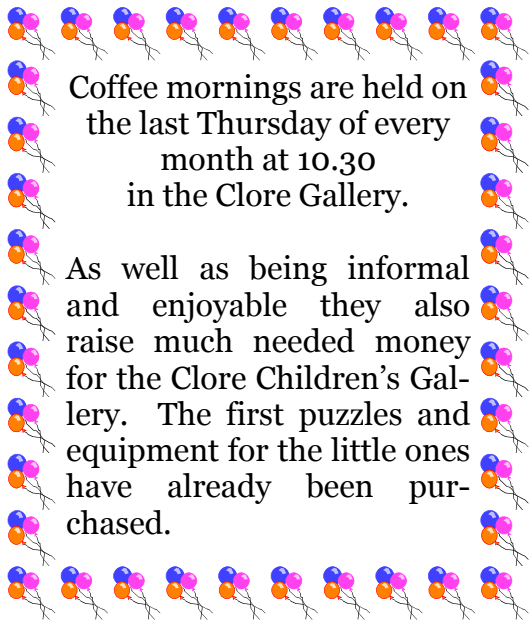 Coffee mornings are held on
the last Thursday of every
month at 10.30
in the Clore Gallery.
As well as being informal
and enjoyable they also
raise much needed money
for the Clore Children’s Gal-
lery.  The first puzzles and
equipment for the little ones
have already been pur-
chased.